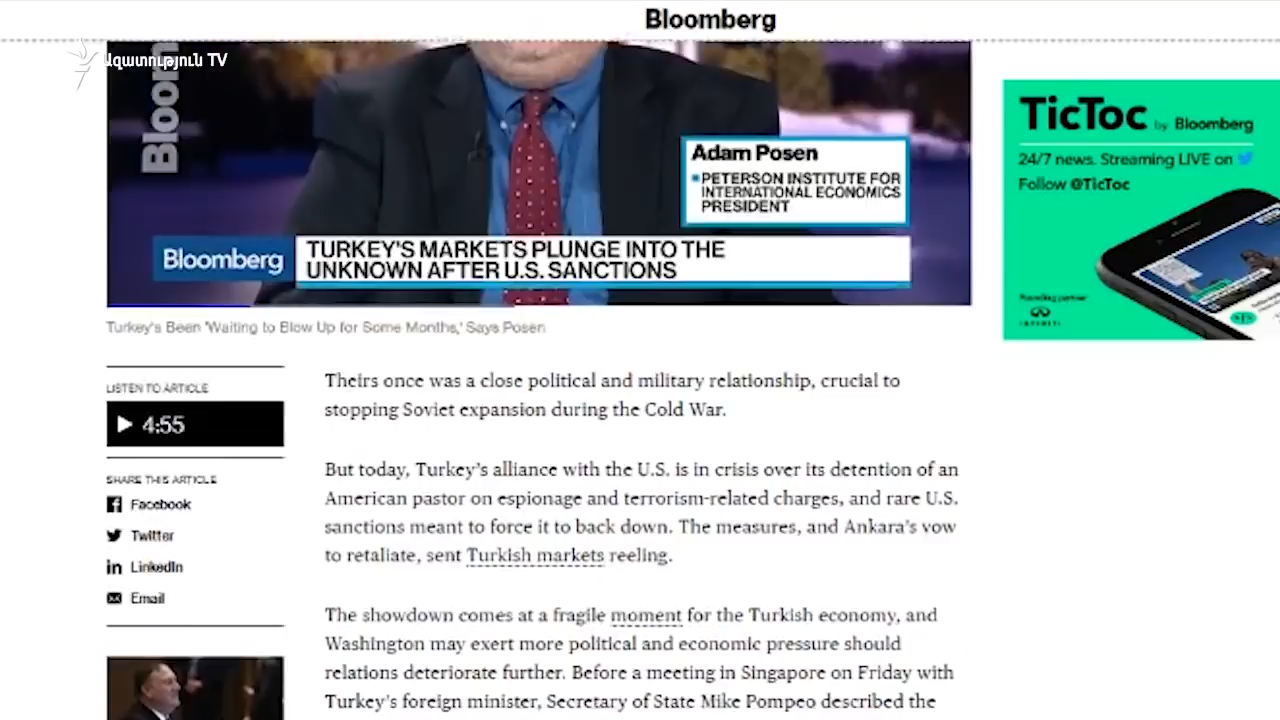 Bloomberg
Ազատություն TV
Bloom
Adam Posen
PETERSON INSTITUTE FOR
INTERNATIONAL ECONOMICS
PRESIDENT
Bloomberg
TURKEY'S MARKETS PLUNGE INTO THE
UNKNOWN AFTER U.S. SANCTIONS
Turkey's Been 'Waiting to Blow Up for Some Months,' Says Posen
TicToc by Bloomberg
24/7 news. Streaming LIVE on
Follow @TicToc
Founding partner
INFINITI
LISTEN TO ARTICLE
4:55
SHARE THIS ARTICLE
Facebook
Twitter
LinkedIn
Email
Theirs once was a close political and military relationship, crucial to
stopping Soviet expansion during the Cold War.
But today, Turkey's alliance with the U.S. is in crisis over its detention of an
American pastor on espionage and terrorism-related charges, and rare U.S.
sanctions meant to force it to back down. The measures, and Ankara's vow
to retaliate, sent Turkish markets reeling.
The showdown comes at a fragile moment for the Turkish economy, and
Washington may exert more political and economic pressure should
relations deteriorate further. Before a meeting in Singapore on Friday with
Turkey's foreign minister, Secretary of State Mike Pompeo described the